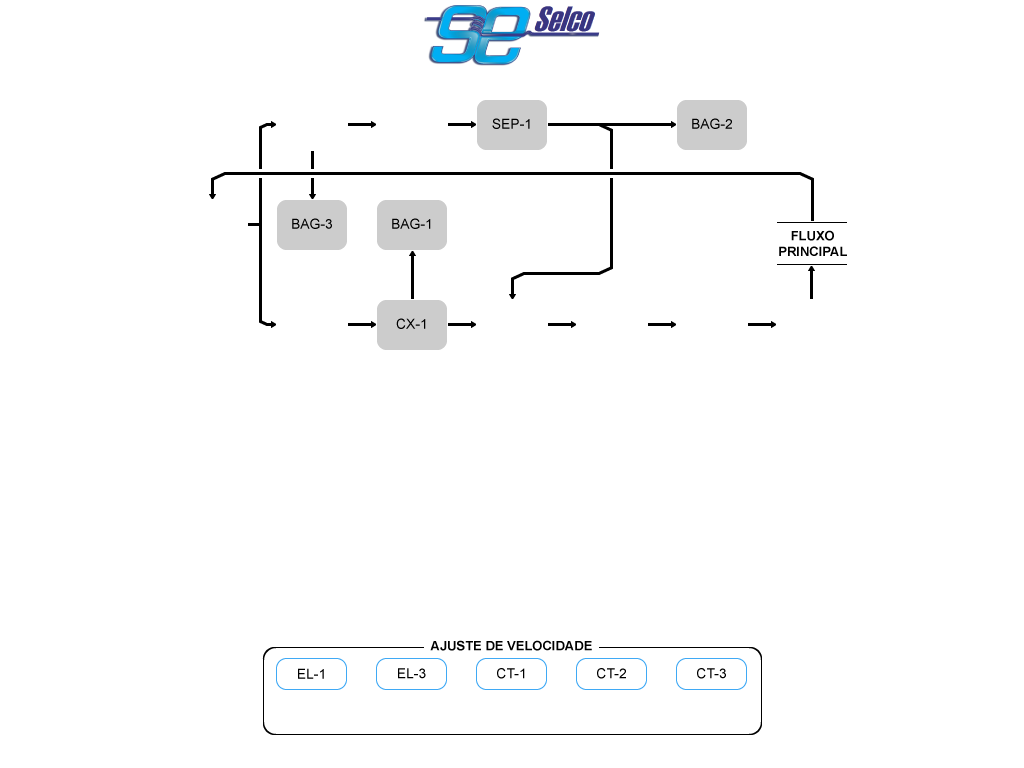 Se Selco
SEP-1
BAG-2
BAG-3
BAG-1
FLUXO
PRINCIPAL
CX-1
AJUSTE DE VELOCIDADE
EL-1
EL-3
CT-1
CT-2
CT-3